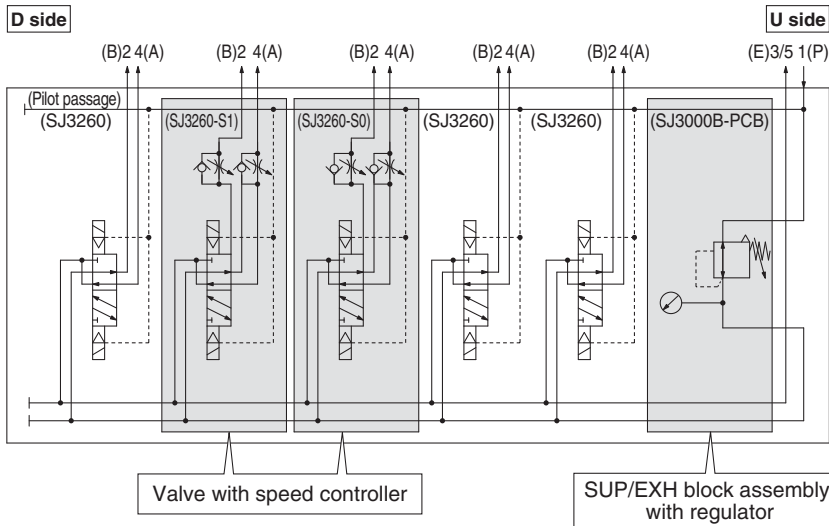 D side
U side
(B)2 4(A)
(B)2 4(A)
(B)2 4(A)
(B)2 4(A)
(B)2 4(A)
(E)3/5 1(P)
(Pilot passage)
(SJ3260)
(SJ3260-S1)
(SJ3260-S0)
(SJ3260)
(SJ3260)
(SJ3000B-PCB)
Valve with speed controller
SUP/EXH block assembly
with regulator